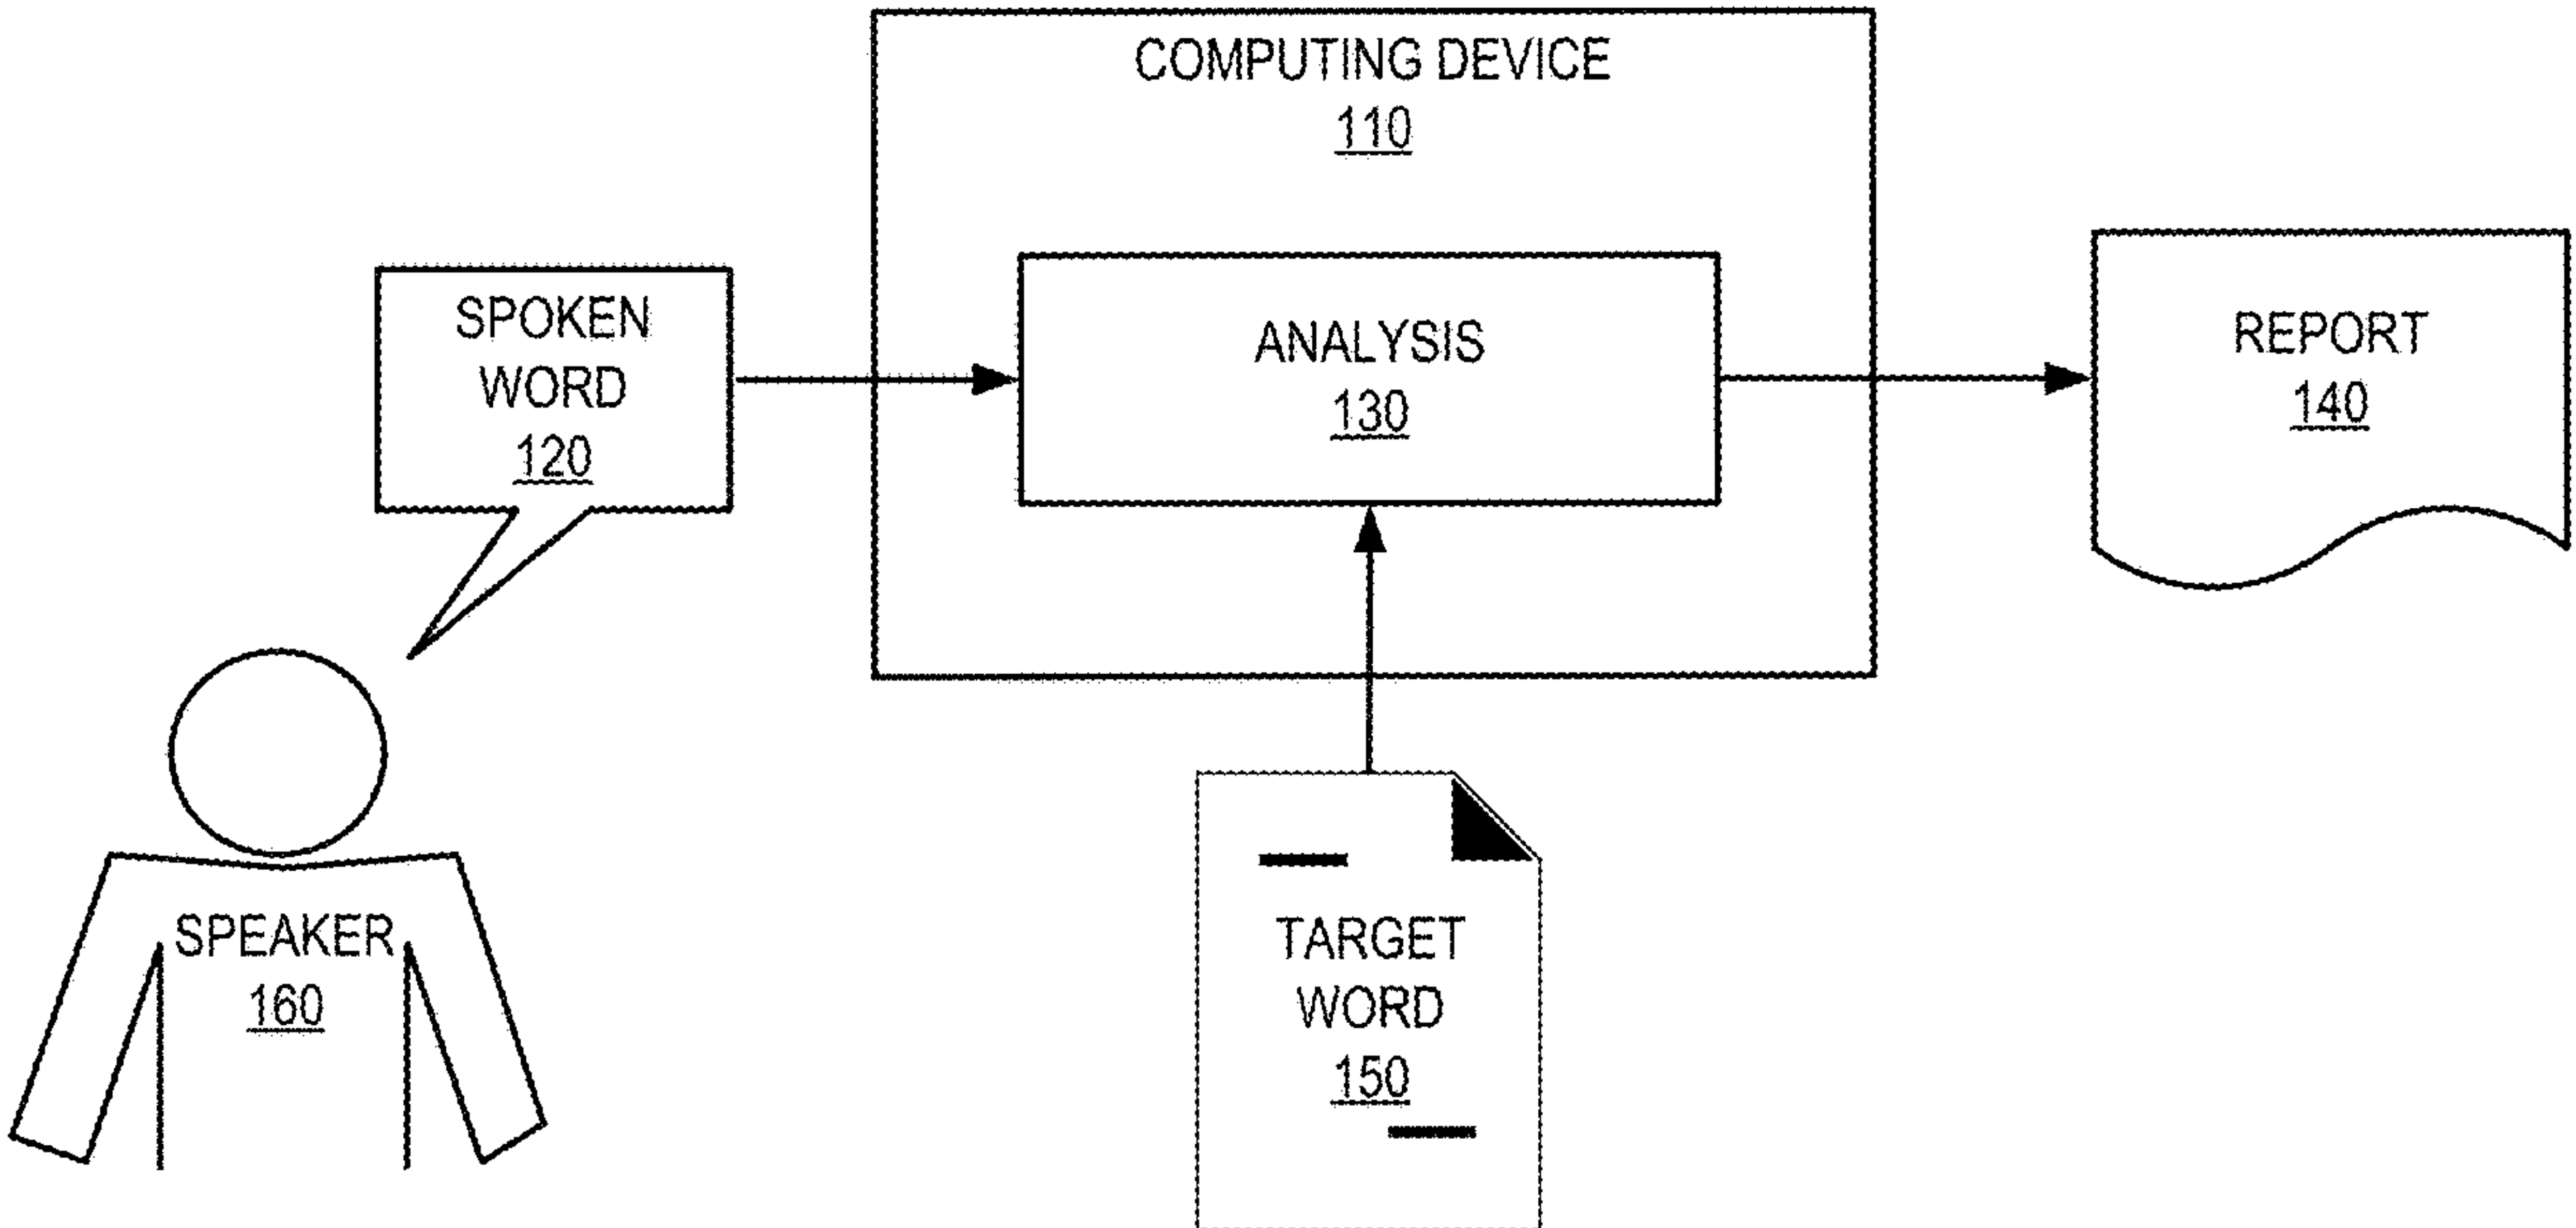 COMPUTING DEVICE
110
SPOKEN
WORD
120
ANALYSIS
130
REPORT
140
SPEAKER
160
TARGET
WORD
150